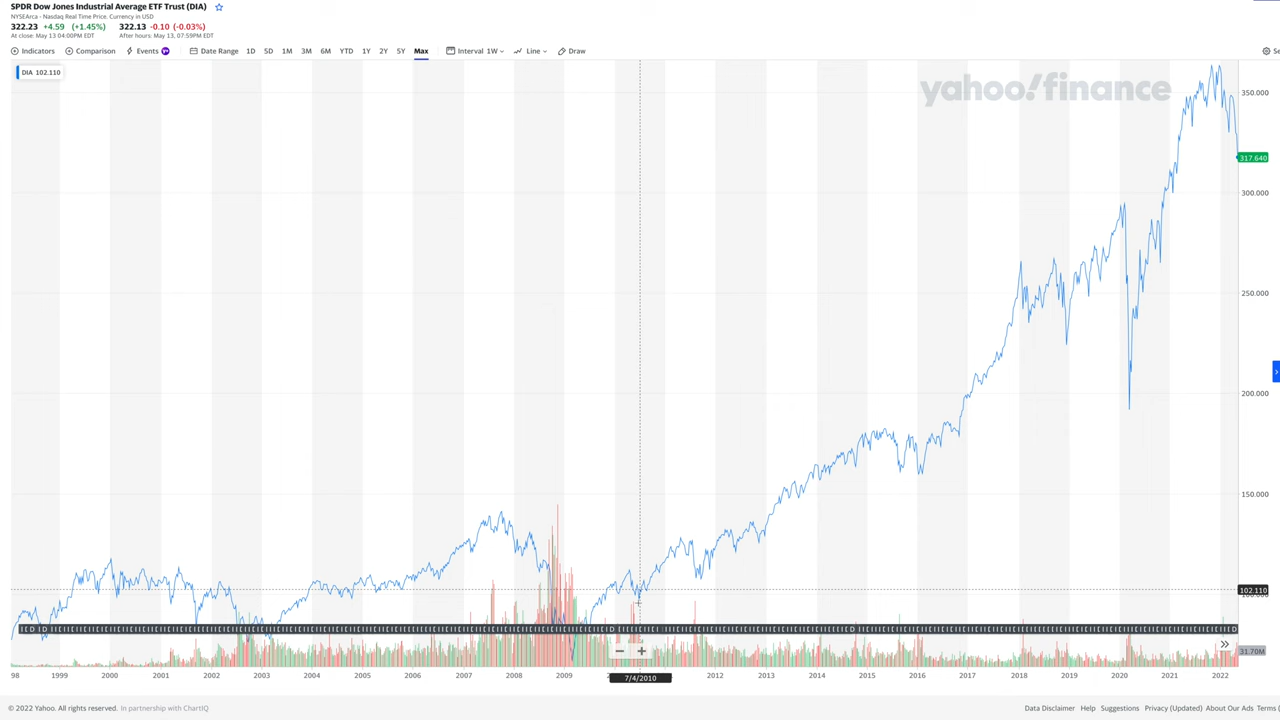 SPDR Dow Jones Industrial Average ETF Trust (DIA)
NYSEArca - Nasdaq Real Time Price. Currency in USD
322.23 +4.59 (+1.45%) 322.13 -0.10 (-0.03%)
At close: May 13 04:00PM EDT After hours: May 13, 07:59PM EDT
Indicators Comparison Events Date Range 1D 5D 1M 3M 6M YTD 1Y 2Y 5Y Max Interval 1W Line Draw Se
DIA 102.110
yahoo!finance
350.000
317.640
300.000
250.000
200.000
150.000
102.110
31.70M
98 1999 2000 2001 2002 2003 2004 2005 2006 2007 2008 2009 2012 2013 2014 2015 2016 2017 2018 2019 2020 2021 2022
7/4/2010
© 2022 Yahoo. All rights reserved. In partnership with ChartIQ
Data Disclaimer Help Suggestions Privacy (Updated) About Our Ads Terms (